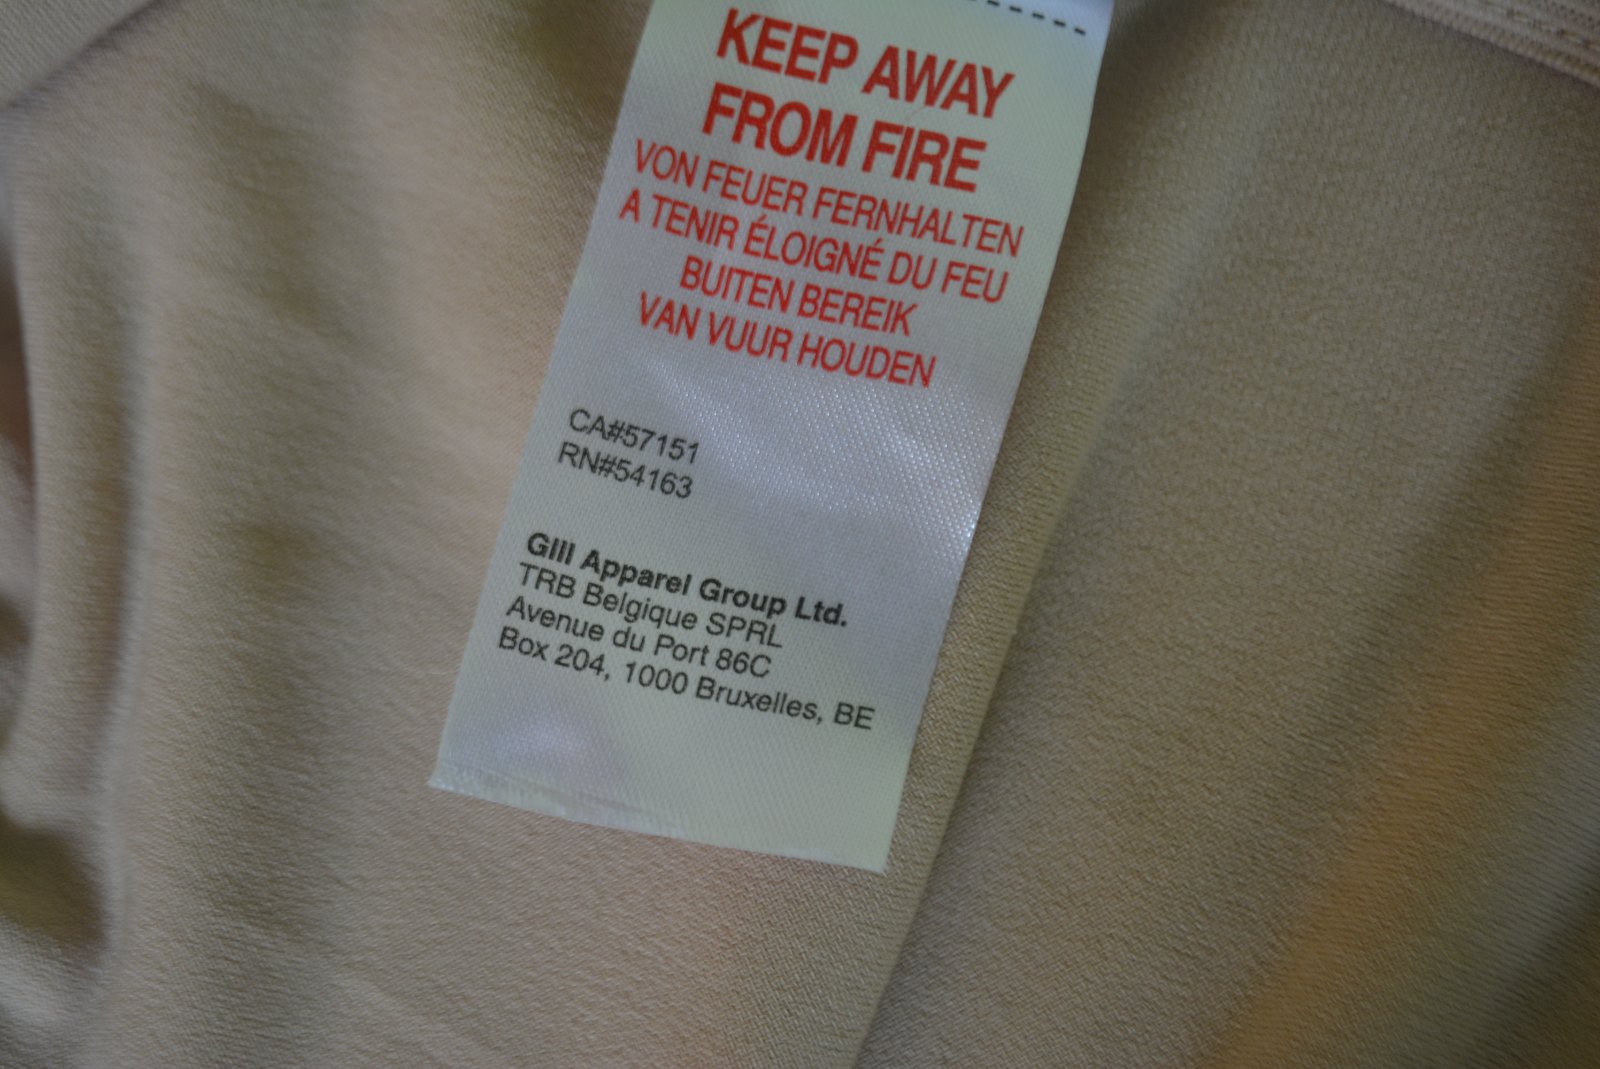 KEEP AWAY
FROM FIRE
VON FEUER FERNHALTEN
A TENIR ÉLOIGNÉ DU FEU
BUITEN BEREIK
VAN VUUR HOUDEN
CA#57151
RN#54163
GIII Apparel Group Ltd.
TRB Belgique SPRL
Avenue du Port 86C
Box 204, 1000 Bruxelles, BE